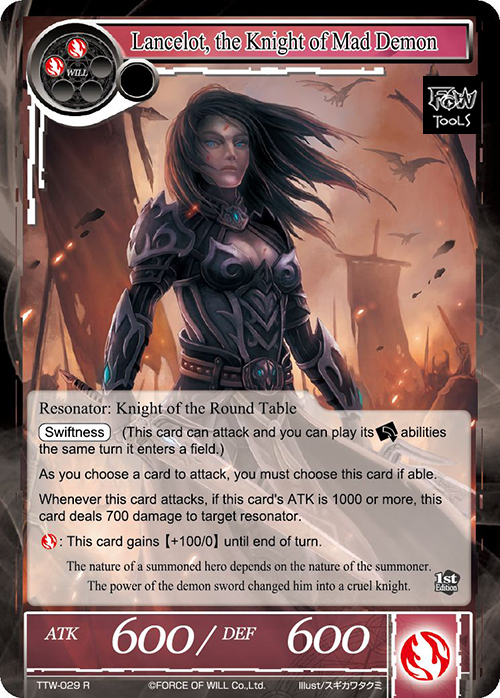 Lancelot, the Knight of Mad Demon
WILL
FOW
TOOLS
Resonator: Knight of the Round Table
Swiftness (This card can attack and you can play its abilities
the same turn it enters a field.)
As you choose a card to attack, you must choose this card if able.
Whenever this card attacks, if this card's ATK is 1000 or more, this
card deals 700 damage to target resonator.
: This card gains 【+100/0】 until end of turn.
The nature of a summoned hero depends on the nature of the summoner.
The power of the demon sword changed him into a cruel knight.
1st
Edition
ATK 600 / DEF 600
TTW-029 R ©FORCE OF WILL Co.,Ltd. Illust/スギカワタクミ